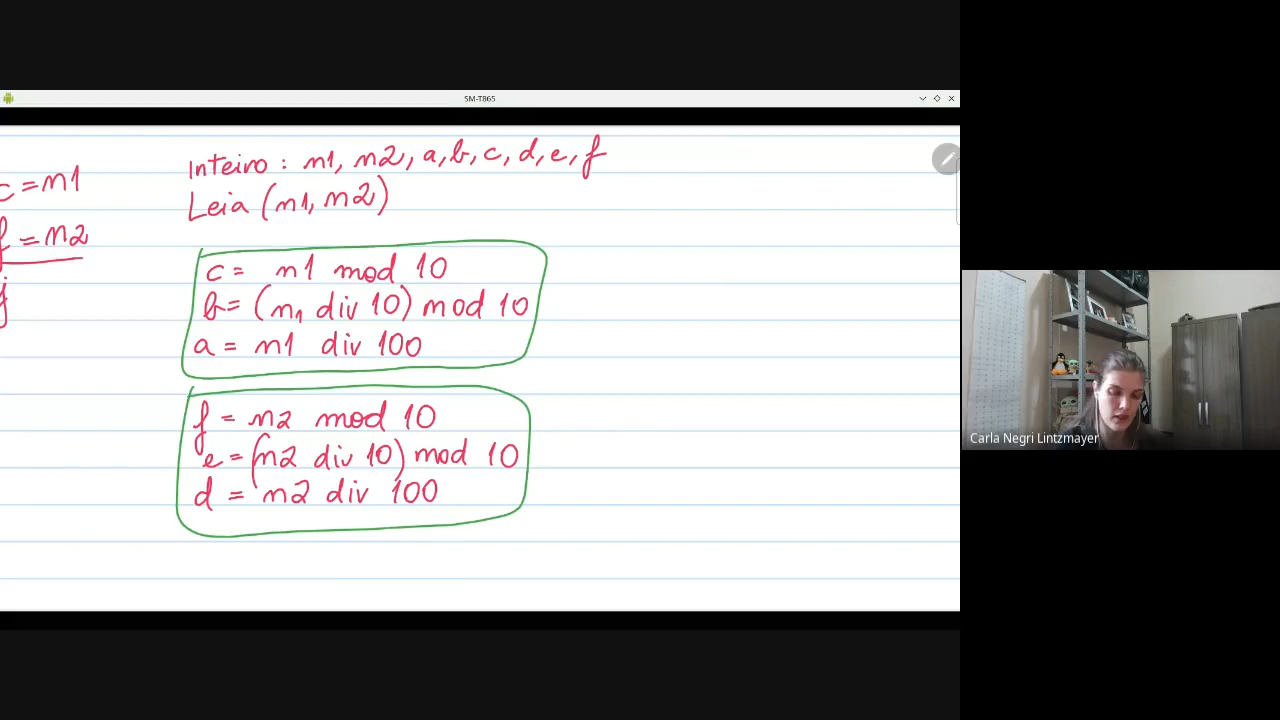 SM-T865
c = n1
f = n2
Inteiro : n1, n2, a, b, c, d, e, f
Leia (n1, n2)
c = n1 mod 10
b = (n1 div 10) mod 10
a = n1 div 100
f = n2 mod 10
e = (n2 div 10) mod 10
d = n2 div 100
Carla Negri Lintzmayer